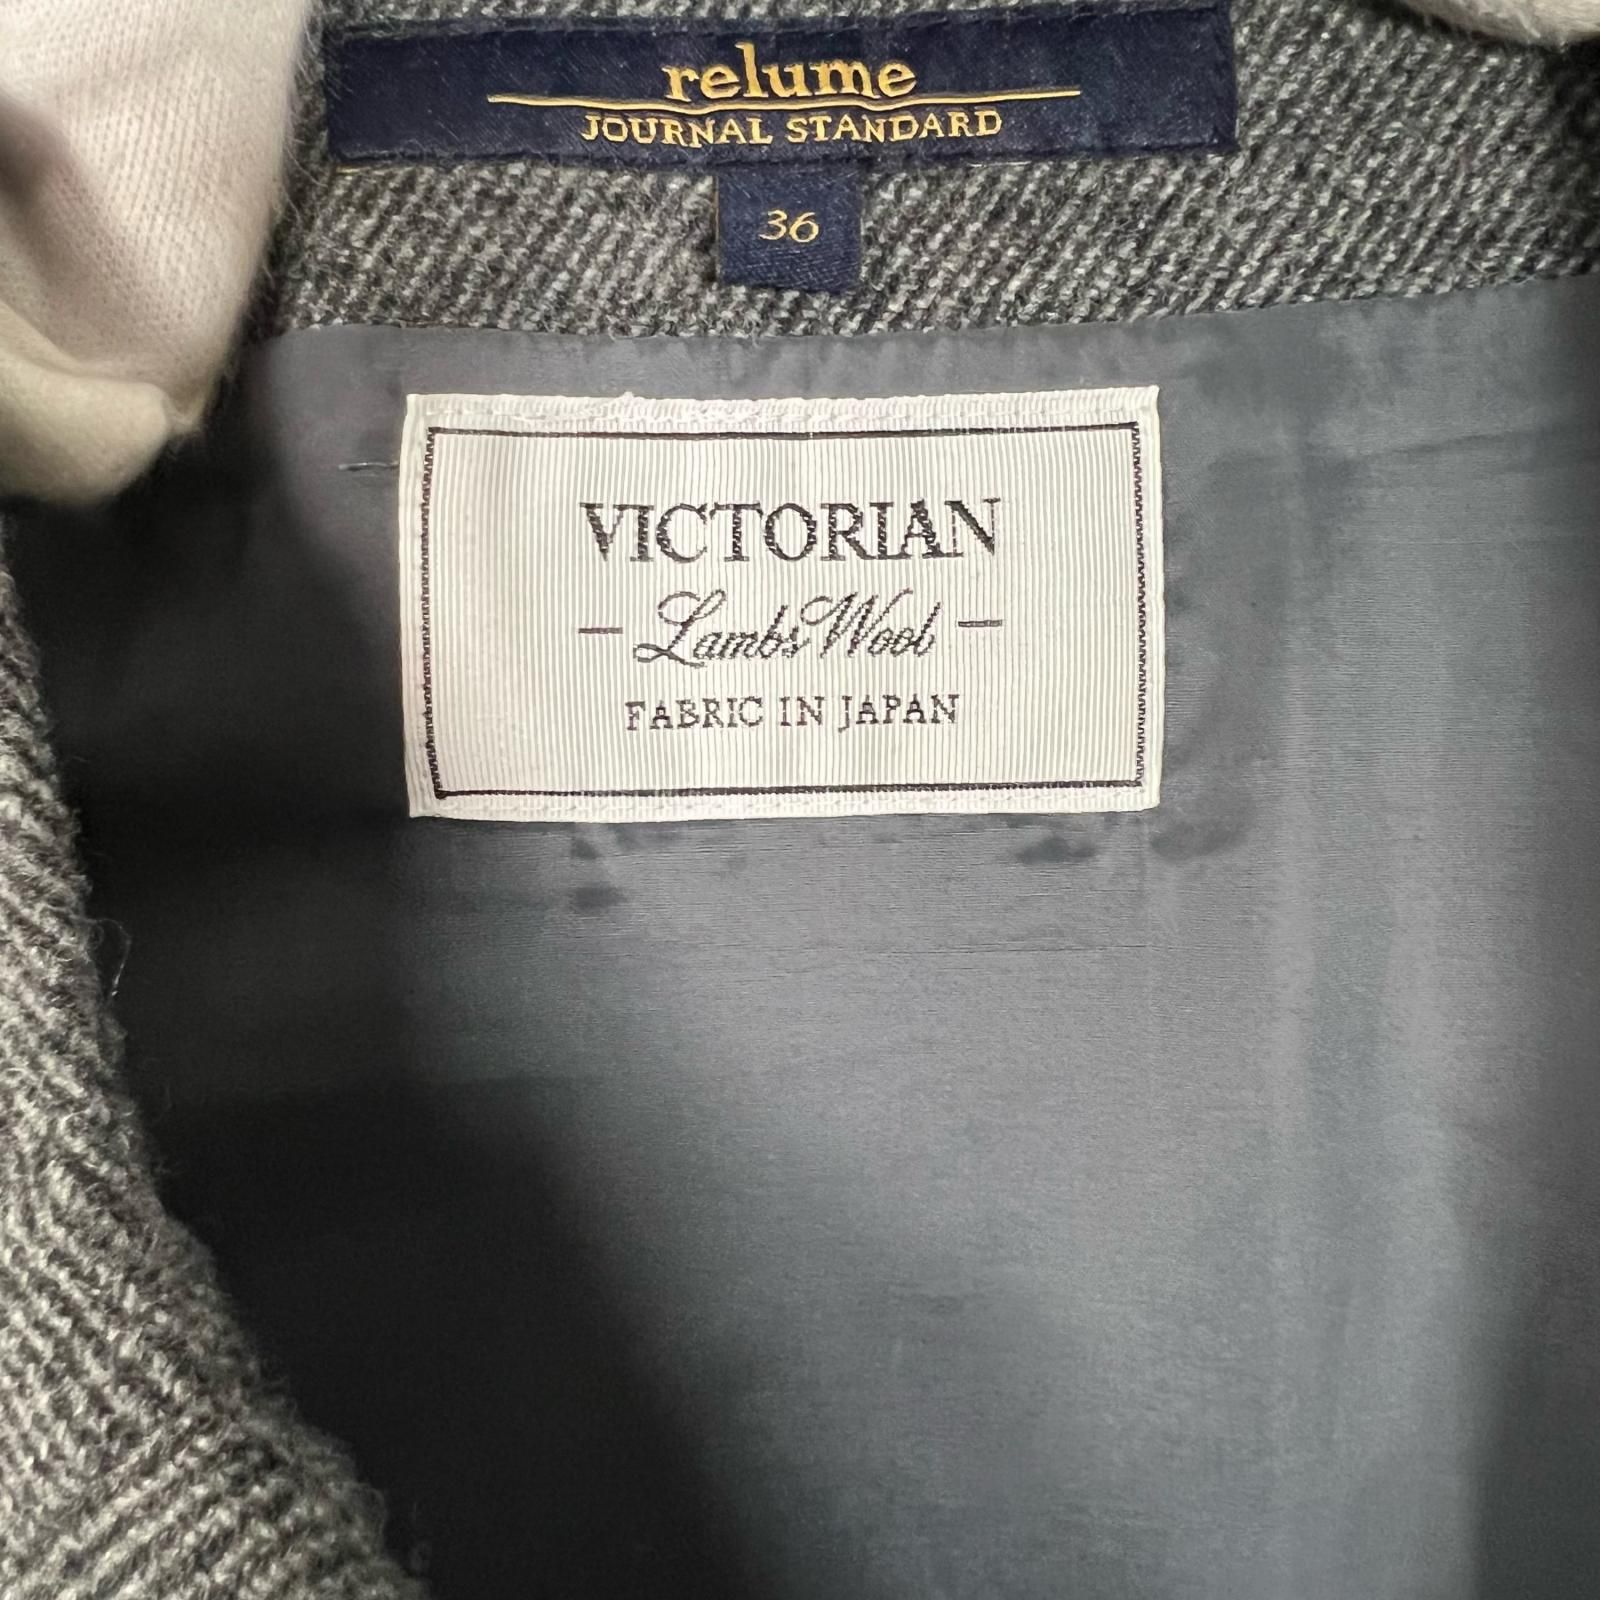 relume
JOURNAL STANDARD
36
VICTORIAN
- Lambs Wool -
FABRIC IN JAPAN